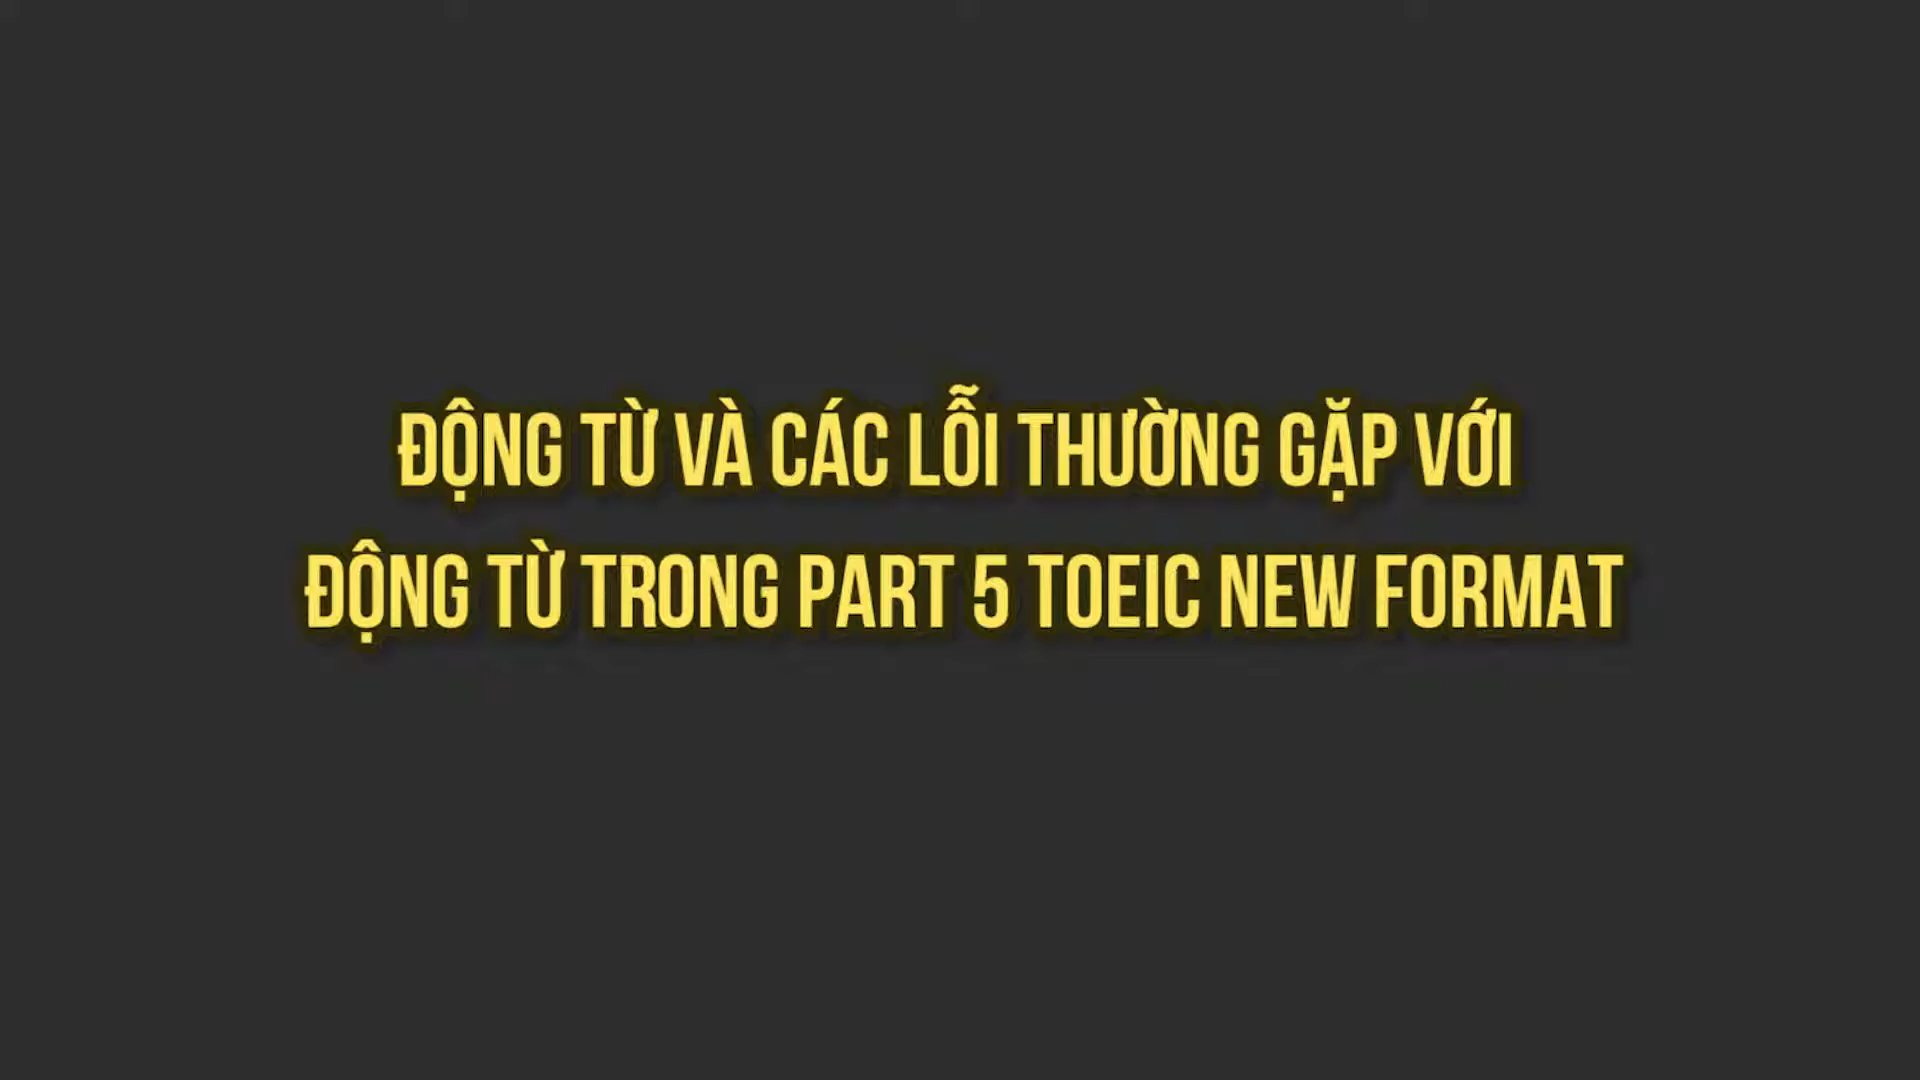 ĐỘNG TỪ VÀ CÁC LỖI THƯỜNG GẶP VỚI
ĐỘNG TỪ TRONG PART 5 TOEIC NEW FORMAT